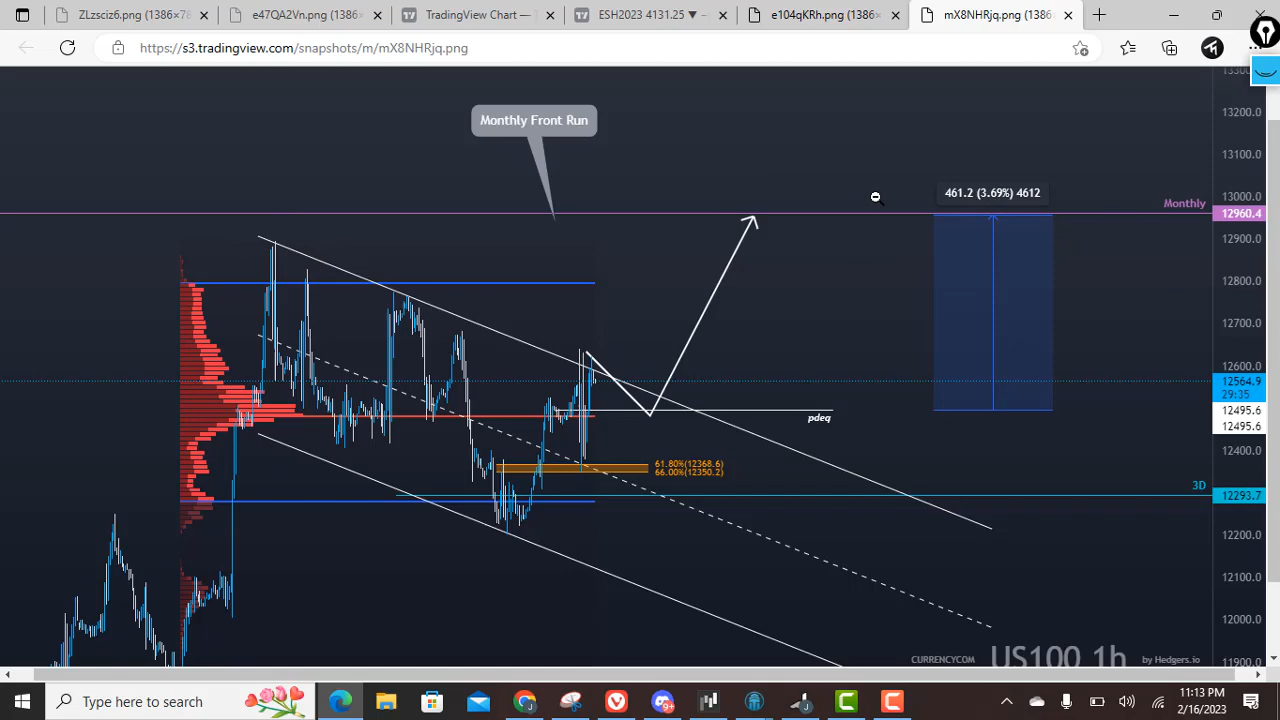 ZLzsciz6.png (1386×78
e47QA2Vn.png (1386×
TradingView Chart —
ESH2023 4131.25 ▼
e104qKRh.png (1386×
mX8NHRjq.png (1386×
https://s3.tradingview.com/snapshots/m/mX8NHRjq.png
Monthly Front Run
461.2 (3.69%) 4612
Monthly
pdeq
61.80%(12368.6)
66.00%(12350.2)
3D
13300.0
13200.0
13100.0
13000.0
12960.4
12900.0
12800.0
12700.0
12600.0
12564.9
29:35
12495.6
12495.6
12400.0
12293.7
12200.0
12100.0
12000.0
11900.0
CURRENCYCOM US100 1h by Hedgers.io
Type here to search
9+
11:13 PM
2/16/2023